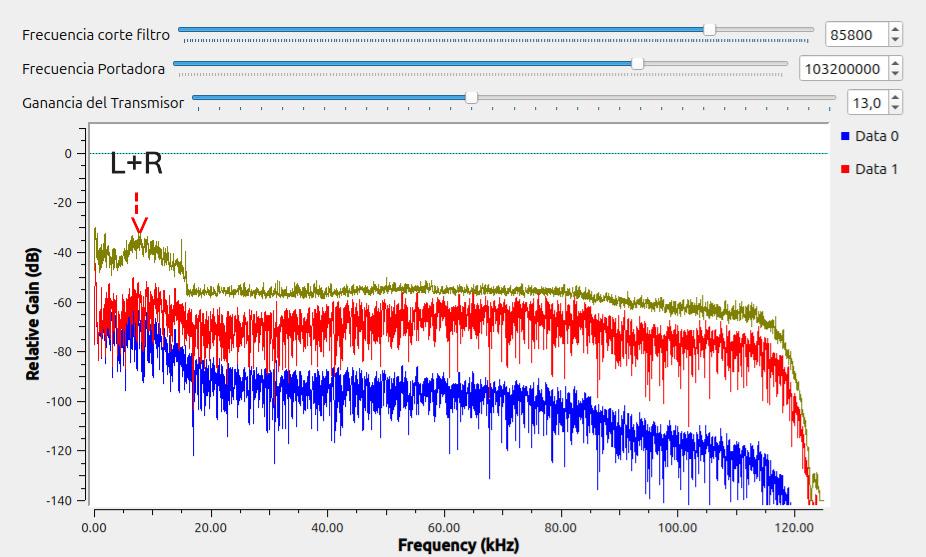 Frecuencia corte filtro 85800
Frecuencia Portadora 103200000
Ganancia del Transmisor 13,0
Data 0
Data 1
L+R
0
-20
-40
-60
-80
-100
-120
-140
Relative Gain (dB)
0.00 20.00 40.00 60.00 80.00 100.00 120.00
Frequency (kHz)